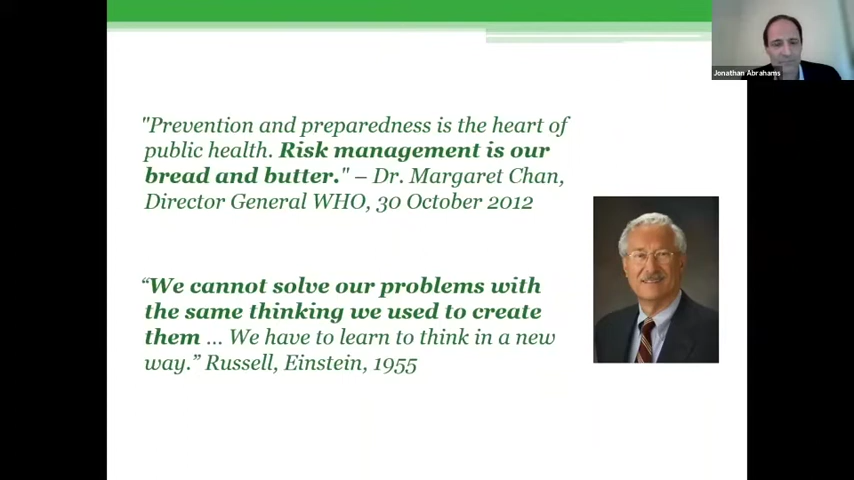 "Prevention and preparedness is the heart of
public health. Risk management is our
bread and butter." – Dr. Margaret Chan,
Director General WHO, 30 October 2012
“We cannot solve our problems with
the same thinking we used to create
them ... We have to learn to think in a new
way.” Russell, Einstein, 1955
Jonathan Abrahams